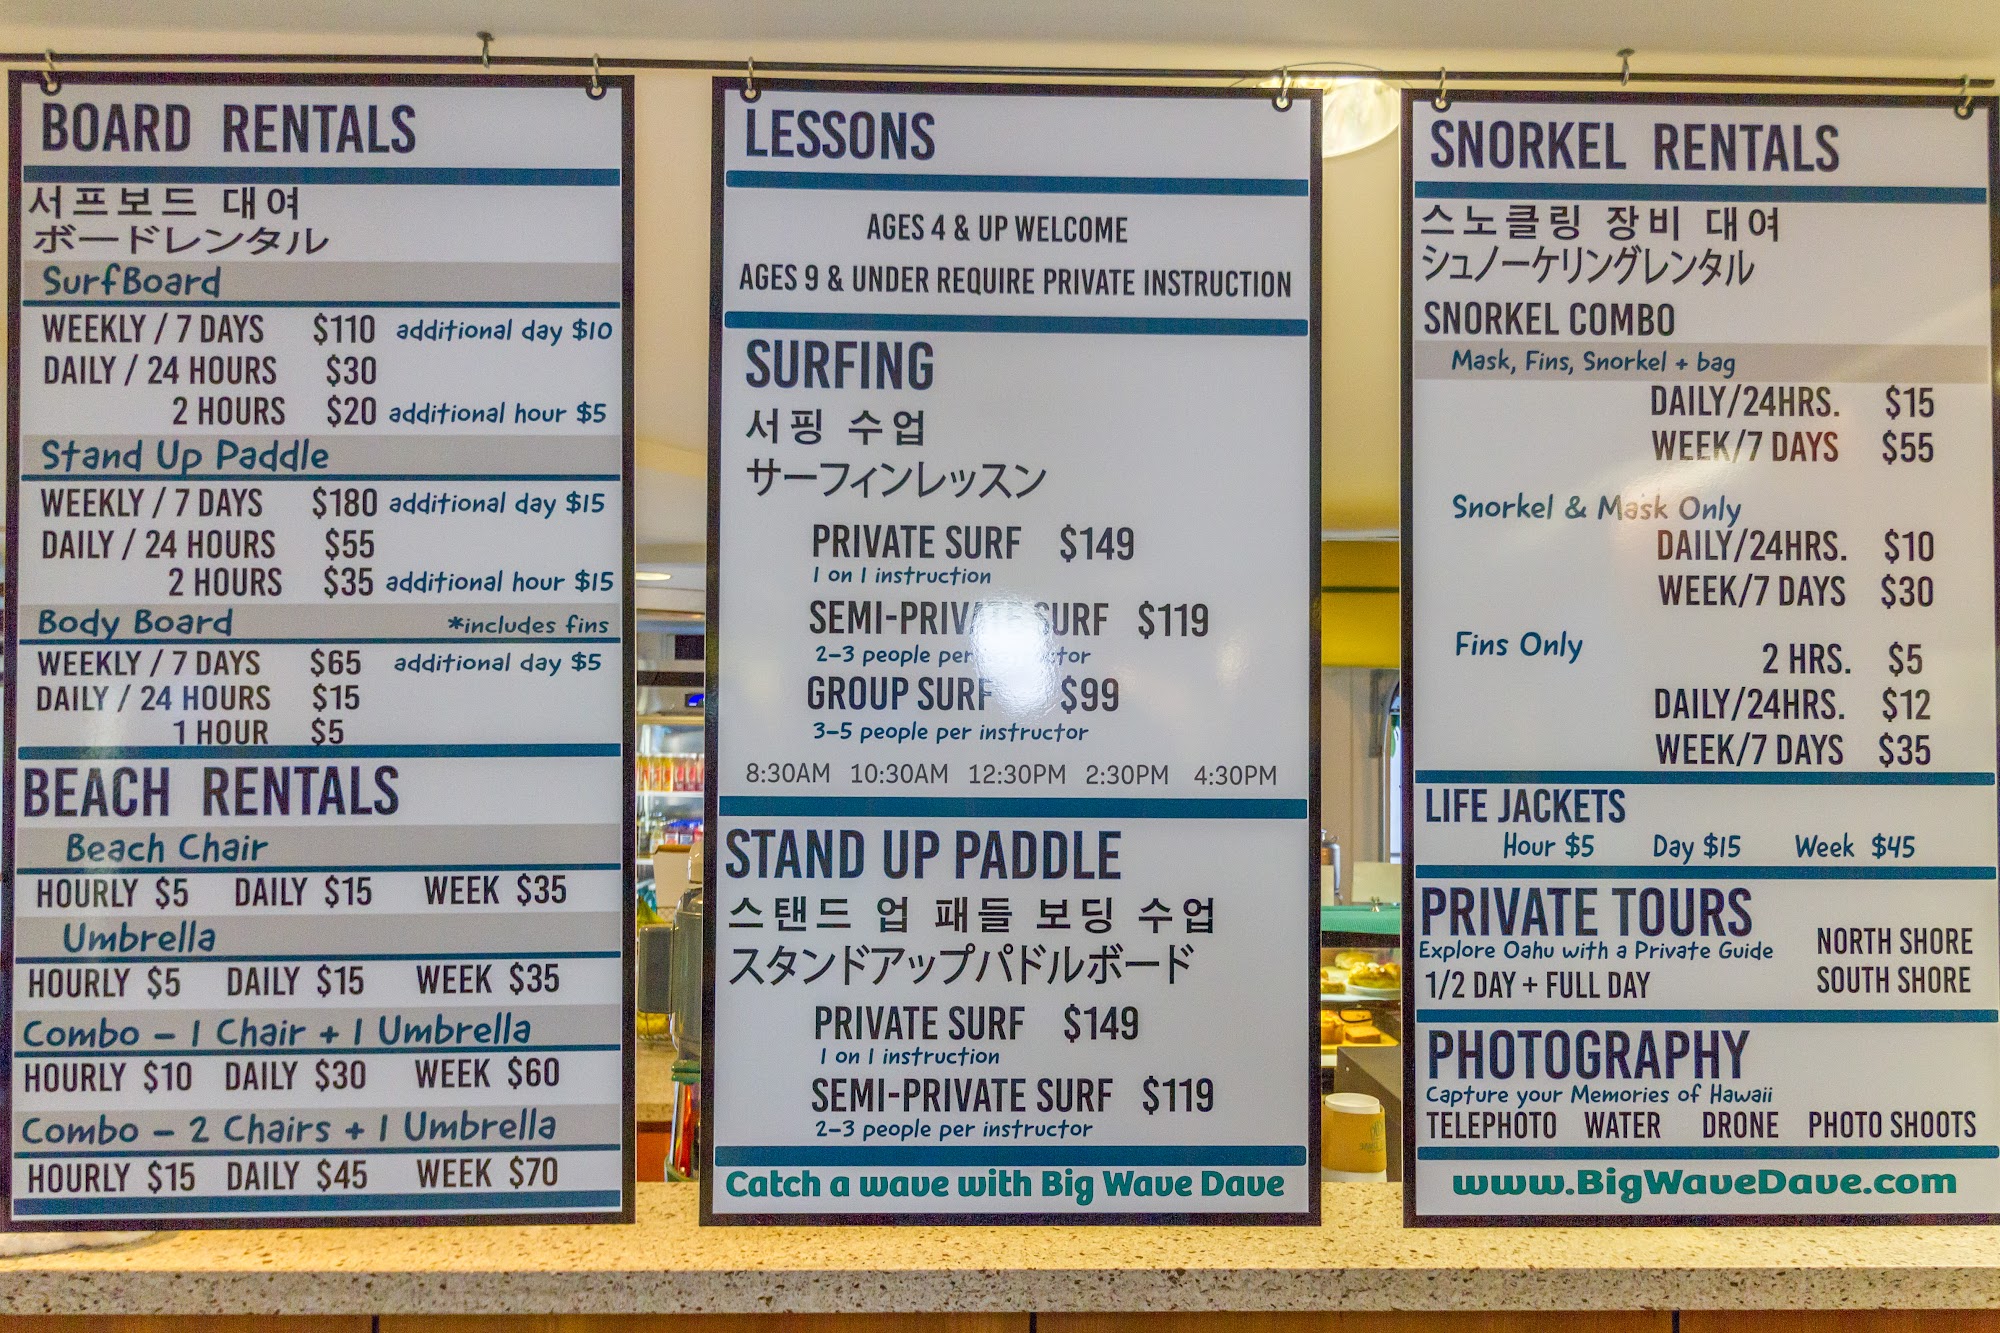 BOARD RENTALS
서프보드 대여
ボードレンタル
SurfBoard
WEEKLY / 7 DAYS $110 additional day $10
DAILY / 24 HOURS $30
2 HOURS $20 additional hour $5
Stand Up Paddle
WEEKLY / 7 DAYS $180 additional day $15
DAILY / 24 HOURS $55
2 HOURS $35 additional hour $15
Body Board *includes fins
WEEKLY / 7 DAYS $65 additional day $5
DAILY / 24 HOURS $15
1 HOUR $5
BEACH RENTALS
Beach Chair
HOURLY $5 DAILY $15 WEEK $35
Umbrella
HOURLY $5 DAILY $15 WEEK $35
Combo – 1 Chair + 1 Umbrella
HOURLY $10 DAILY $30 WEEK $60
Combo – 2 Chairs + 1 Umbrella
HOURLY $15 DAILY $45 WEEK $70
LESSONS
AGES 4 & UP WELCOME
AGES 9 & UNDER REQUIRE PRIVATE INSTRUCTION
SURFING
서핑 수업
サーフィンレッスン
PRIVATE SURF $149
1 on 1 instruction
SEMI-PRIVATE SURF $119
2-3 people per
GROUP SURF $99
3-5 people per instructor
8:30AM 10:30AM 12:30PM 2:30PM 4:30PM
STAND UP PADDLE
스탠드 업 패들 보딩 수업
スタンドアップパドルボード
PRIVATE SURF $149
1 on 1 instruction
SEMI-PRIVATE SURF $119
2-3 people per instructor
Catch a wave with Big Wave Dave
SNORKEL RENTALS
스노클링 장비 대여
シュノーケリングレンタル
SNORKEL COMBO
Mask, Fins, Snorkel + bag
DAILY/24HRS. $15
WEEK/7 DAYS $55
Snorkel & Mask Only
DAILY/24HRS. $10
WEEK/7 DAYS $30
Fins Only
2 HRS. $5
DAILY/24HRS. $12
WEEK/7 DAYS $35
LIFE JACKETS
Hour $5 Day $15 Week $45
PRIVATE TOURS
Explore Oahu with a Private Guide
1/2 DAY + FULL DAY
NORTH SHORE
SOUTH SHORE
PHOTOGRAPHY
Capture your Memories of Hawaii
TELEPHOTO WATER DRONE PHOTO SHOOTS
www.BigWaveDave.com